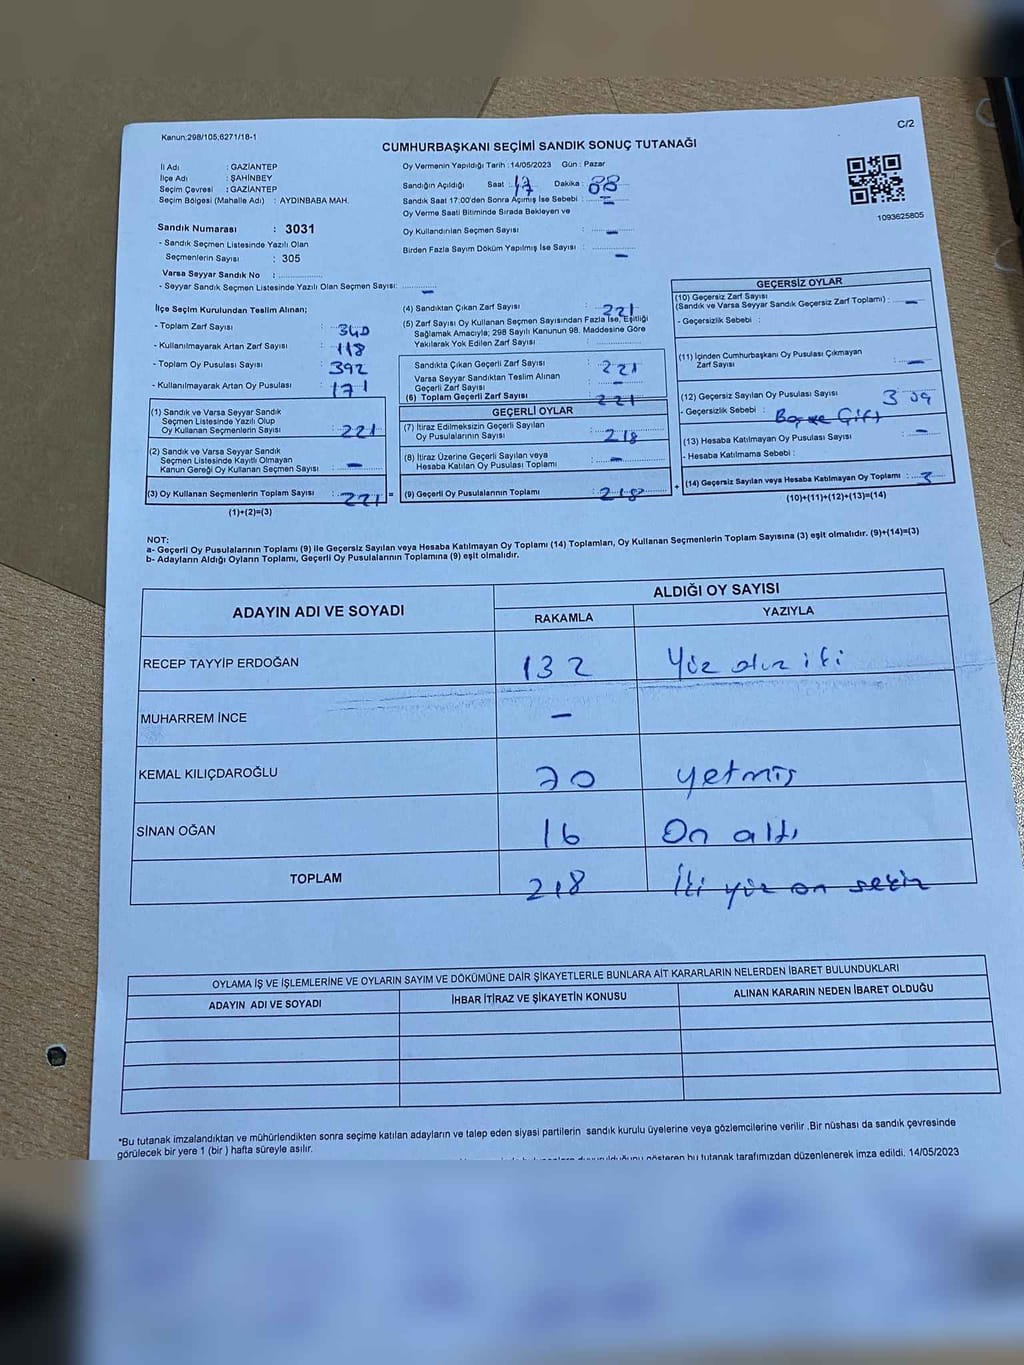 Kanun;298/105,6271/18-1
C/2
CUMHURBAŞKANI SEÇİMİ SANDIK SONUÇ TUTANAĞI
İl Adı : GAZİANTEP
İlçe Adı : ŞAHİNBEY
Seçim Çevresi : GAZİANTEP
Seçim Bölgesi (Mahalle Adı) : AYDINBABA MAH.
Oy Vermenin Yapıldığı Tarih :14/05/2023 Gün : Pazar
Sandığın Açıldığı Saat : 17 Dakika :
Sandık Saat 17:00'den Sonra Açımış İse Sebebi : –
Oy Verme Saati Bitiminde Sırada Bekleyen ve
Oy Kullandırılan Seçmen Sayısı : –
Birden Fazla Sayım Döküm Yapılmış İse Sayısı : –
1093625805
Sandık Numarası : 3031
- Sandık Seçmen Listesinde Yazılı Olan
Seçmenlerin Sayısı : 305
Varsa Seyyar Sandık No :
- Seyyar Sandık Seçmen Listesinde Yazılı Olan Seçmen Sayısı: –
İlçe Seçim Kurulundan Teslim Alınan;
- Toplam Zarf Sayısı : 340
- Kullanılmayarak Artan Zarf Sayısı : 118
- Toplam Oy Pusulası Sayısı : 392
- Kullanılmayarak Artan Oy Pusulası : 171
(1) Sandık ve Varsa Seyyar Sandık
Seçmen Listesinde Yazılı Olup
Oy Kullanan Seçmenlerin Sayısı : 221
(2) Sandık ve Varsa Seyyar Sandık
Seçmen Listesinde Kayıtlı Olmayan
Kanun Gereği Oy Kullanan Seçmen Sayısı : –
(3) Oy Kullanan Seçmenlerin Toplam Sayısı : 221
(1)+(2)=(3)
(4) Sandıktan Çıkan Zarf Sayısı : 221
(5) Zarf Sayısı Oy Kullanan Seçmen Sayısından Fazla İse, Eşitliği
Sağlamak Amacıyla; 298 Sayılı Kanunun 98. Maddesine Göre
Yakılarak Yok Edilen Zarf Sayısı :
Sandıkta Çıkan Geçerli Zarf Sayısı : 221
Varsa Seyyar Sandıktan Teslim Alınan
Geçerli Zarf Sayısı : –
(6) Toplam Geçerli Zarf Sayısı : 221
GEÇERLİ OYLAR
(7) İtiraz Edilmeksizin Geçerli Sayılan
Oy Pusulalarının Sayısı : 218
(8) İtiraz Üzerine Geçerli Sayılan veya
Hesaba Katılan Oy Pusulası Toplamı : –
(9) Geçerli Oy Pusulalarının Toplamı : 218
GEÇERSİZ OYLAR
(10) Geçersiz Zarf Sayısı
(Sandık ve Varsa Seyyar Sandık Geçersiz Zarf Toplamı) : –
- Geçersizlik Sebebi :
(11) İçinden Cumhurbaşkanı Oy Pusulası Çıkmayan
Zarf Sayısı : –
(12) Geçersiz Sayılan Oy Pusulası Sayısı : 3
- Geçersizlik Sebebi : Boş ve Çift
(13) Hesaba Katılmayan Oy Pusulası Sayısı : –
- Hesaba Katılmama Sebebi :
(14) Geçersiz Sayılan veya Hesaba Katılmayan Oy Toplamı : 3
(10)+(11)+(12)+(13)=(14)
NOT:
a- Geçerli Oy Pusulalarının Toplamı (9) ile Geçersiz Sayılan veya Hesaba Katılmayan Oy Toplamı (14) Toplamları, Oy Kullanan Seçmenlerin Toplam Sayısına (3) eşit olmalıdır. (9)+(14)=(3)
b- Adayların Aldığı Oyların Toplamı, Geçerli Oy Pusulalarının Toplamına (9) eşit olmalıdır.
ADAYIN ADI VE SOYADI
ALDIĞI OY SAYISI
RAKAMLA YAZIYLA
RECEP TAYYİP ERDOĞAN 132 Yüz otuz iki
MUHARREM İNCE –
KEMAL KILIÇDAROĞLU 70 yetmiş
SİNAN OĞAN 16 On altı
TOPLAM 218 İki yüz on sekiz
OYLAMA İŞ VE İŞLEMLERİNE VE OYLARIN SAYIM VE DÖKÜMÜNE DAİR ŞİKAYETLERLE BUNLARA AİT KARARLARIN NELERDEN İBARET BULUNDUKLARI
ADAYIN ADI VE SOYADI İHBAR İTİRAZ VE ŞİKAYETİN KONUSU ALINAN KARARIN NEDEN İBARET OLDUĞU
*Bu tutanak imzalandıktan ve mühürlendikten sonra seçime katılan adayların ve talep eden siyasi partilerin sandık kurulu üyelerine veya gözlemcilerine verilir .Bir nüshası da sandık çevresinde
görülecek bir yere 1 (bir ) hafta süreyle asılır.
gösteren bu tutanak tarafımızdan düzenlenerek imza edildi. 14/05/2023